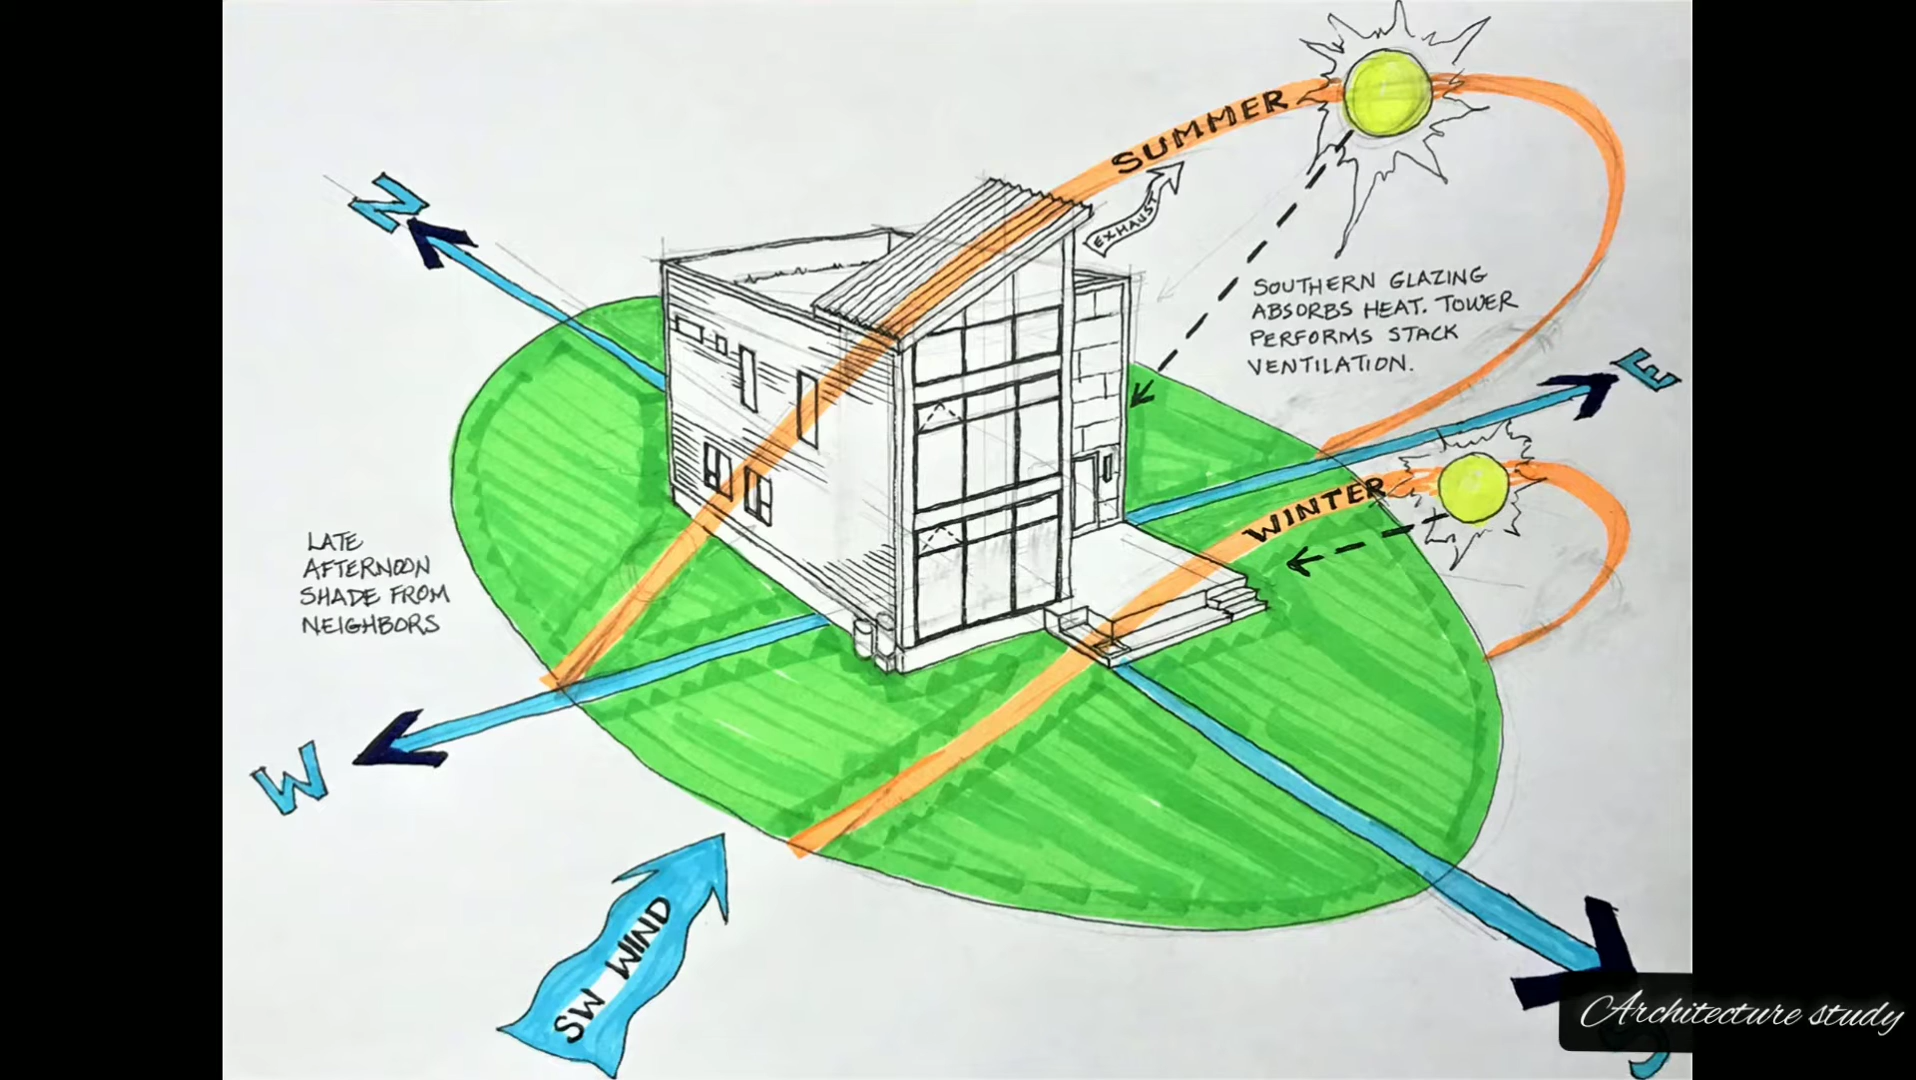 N
SUMMER
EXHAUST
SOUTHERN GLAZING
ABSORBS HEAT. TOWER
PERFORMS STACK
VENTILATION.
E
WINTER
LATE
AFTERNOON
SHADE FROM
NEIGHBORS
W
SW WIND
S
Architecture study